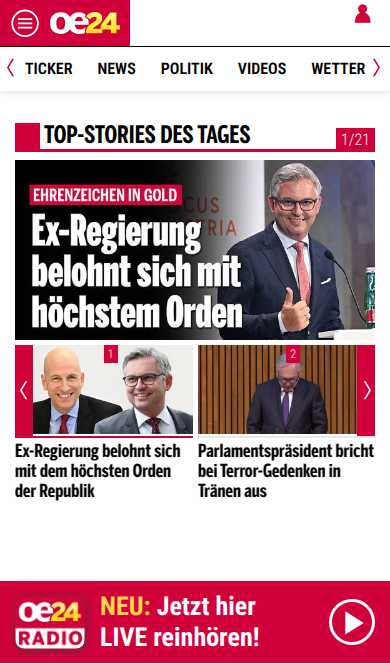 oe24
TICKER NEWS POLITIK VIDEOS WETTER
TOP-STORIES DES TAGES
1/21
EHRENZEICHEN IN GOLD
Ex-Regierung
belohnt sich mit
höchstem Orden
1
2
Ex-Regierung belohnt sich
mit dem höchsten Orden
der Republik
Parlamentspräsident bricht
bei Terror-Gedenken in
Tränen aus
oe24
RADIO
NEU: Jetzt hier
LIVE reinhören!